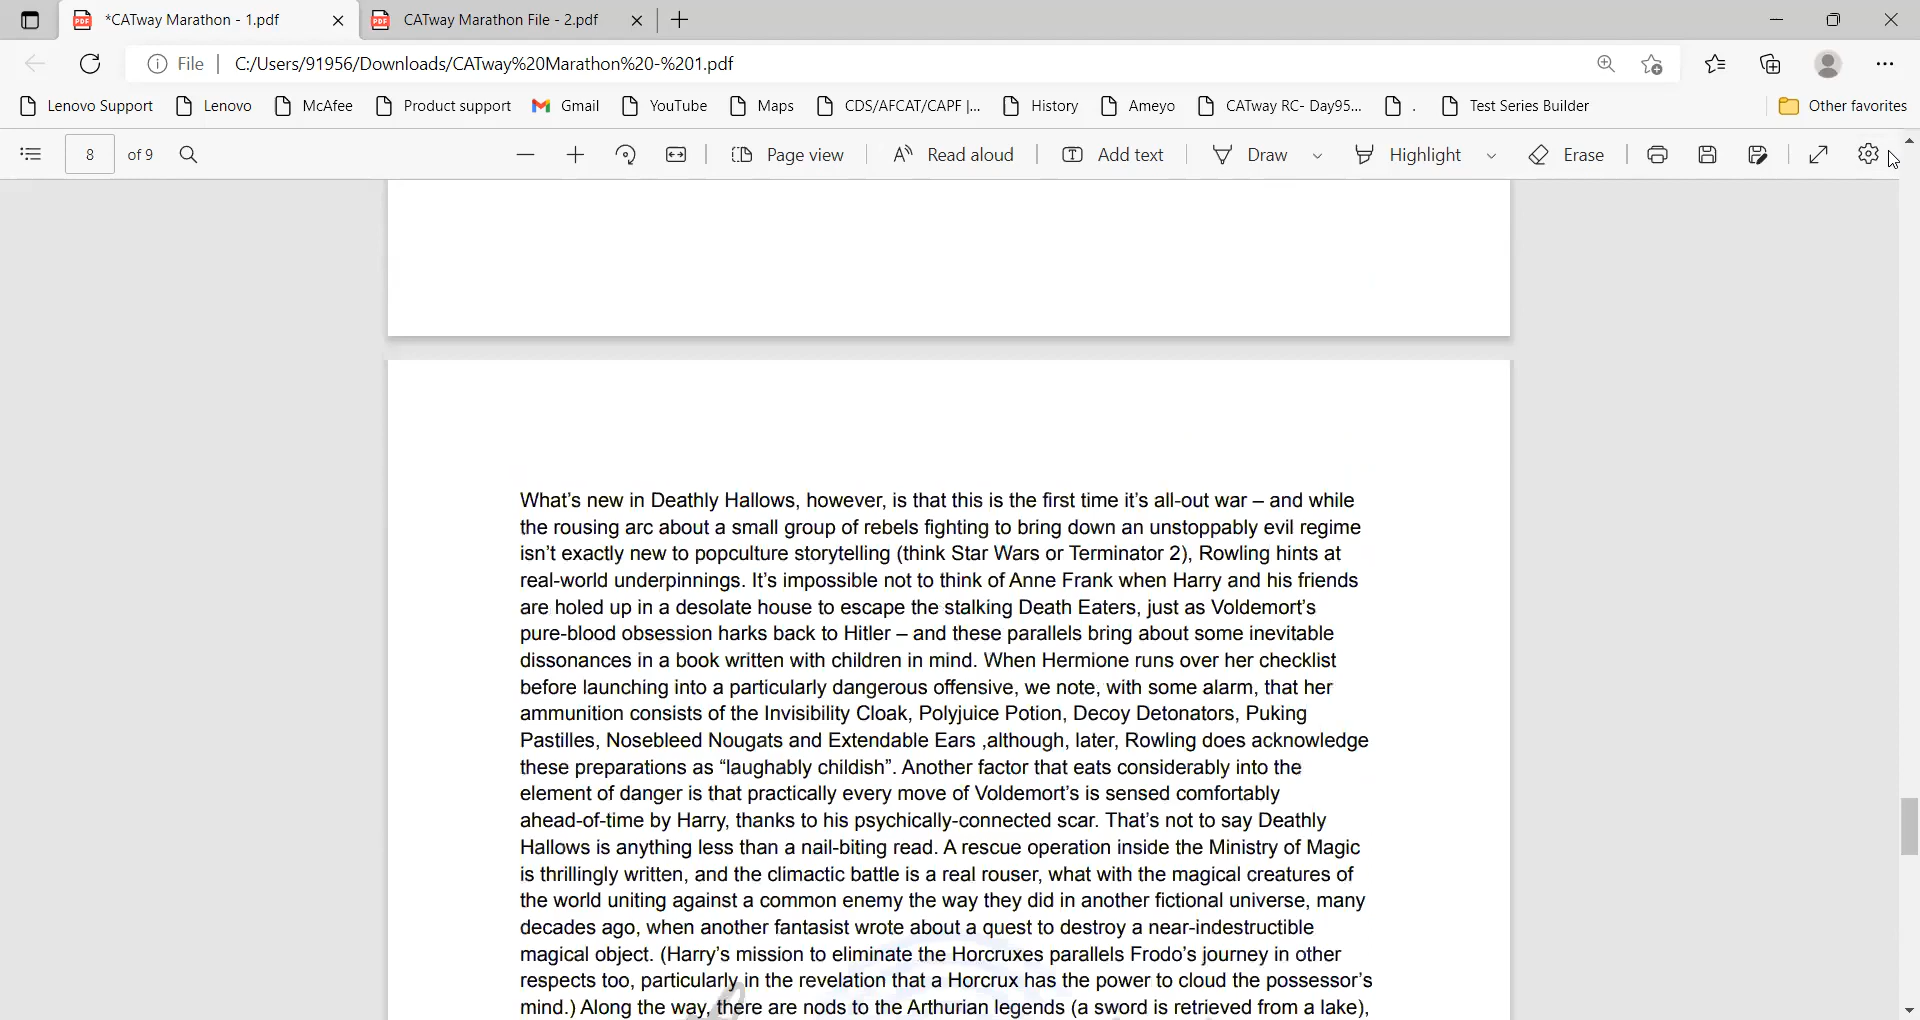 *CATway Marathon - 1.pdf
CATway Marathon File - 2.pdf
File
C:/Users/91956/Downloads/CATway%20Marathon%20-%201.pdf
Lenovo Support Lenovo McAfee Product support Gmail YouTube Maps CDS/AFCAT/CAPF |... History Ameyo CATway RC- Day95... . Test Series Builder Other favorites
8 of 9 Page view Read aloud Add text Draw Highlight Erase
What's new in Deathly Hallows, however, is that this is the first time it's all-out war – and while
the rousing arc about a small group of rebels fighting to bring down an unstoppably evil regime
isn't exactly new to popculture storytelling (think Star Wars or Terminator 2), Rowling hints at
real-world underpinnings. It's impossible not to think of Anne Frank when Harry and his friends
are holed up in a desolate house to escape the stalking Death Eaters, just as Voldemort's
pure-blood obsession harks back to Hitler – and these parallels bring about some inevitable
dissonances in a book written with children in mind. When Hermione runs over her checklist
before launching into a particularly dangerous offensive, we note, with some alarm, that her
ammunition consists of the Invisibility Cloak, Polyjuice Potion, Decoy Detonators, Puking
Pastilles, Nosebleed Nougats and Extendable Ears ,although, later, Rowling does acknowledge
these preparations as “laughably childish”. Another factor that eats considerably into the
element of danger is that practically every move of Voldemort's is sensed comfortably
ahead-of-time by Harry, thanks to his psychically-connected scar. That's not to say Deathly
Hallows is anything less than a nail-biting read. A rescue operation inside the Ministry of Magic
is thrillingly written, and the climactic battle is a real rouser, what with the magical creatures of
the world uniting against a common enemy the way they did in another fictional universe, many
decades ago, when another fantasist wrote about a quest to destroy a near-indestructible
magical object. (Harry's mission to eliminate the Horcruxes parallels Frodo's journey in other
respects too, particularly in the revelation that a Horcrux has the power to cloud the possessor's
mind.) Along the way, there are nods to the Arthurian legends (a sword is retrieved from a lake),